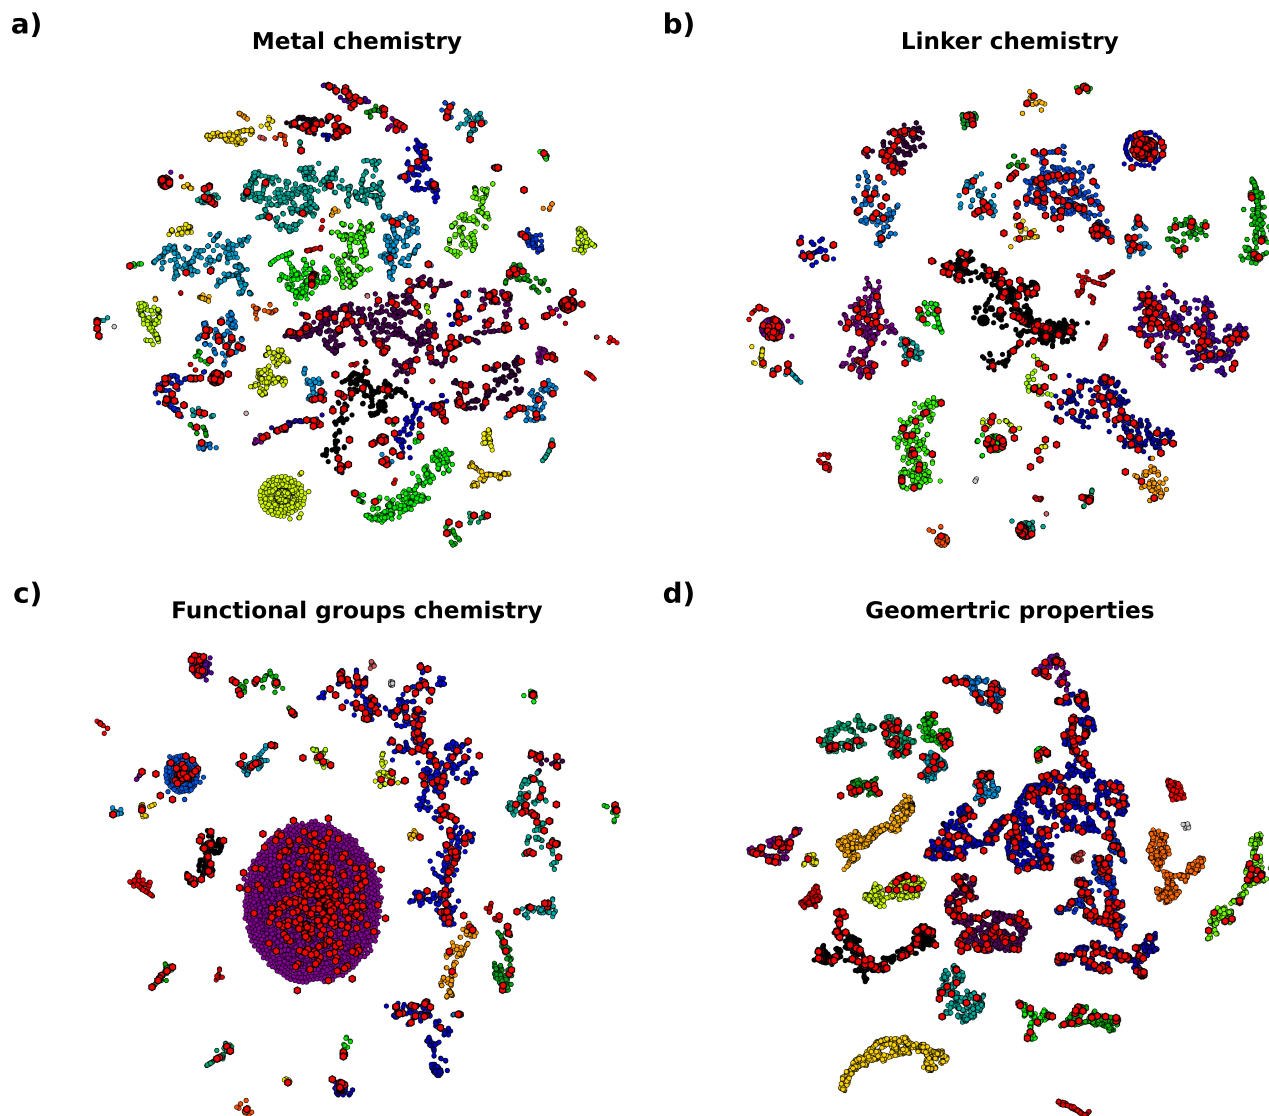 a)
Metal chemistry
b)
Linker chemistry
c)
Functional groups chemistry
d)
Geomertric properties